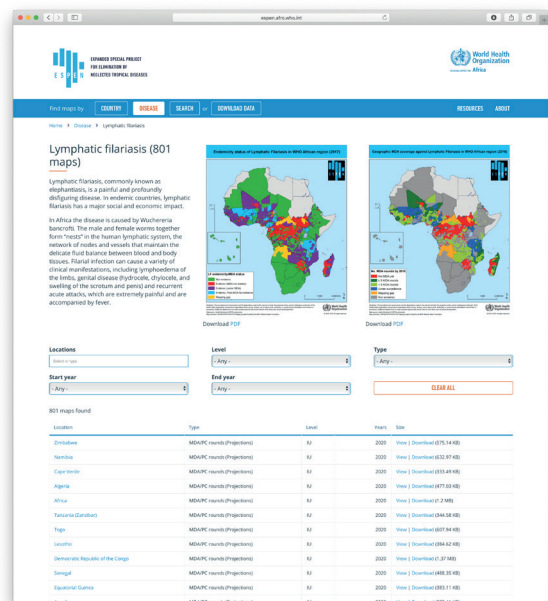 espen.afro.who.int
EXPANDED SPECIAL PROJECT
FOR ELIMINATION OF
NEGLECTED TROPICAL DISEASES
E S P E N
World Health
Organization
Africa
Find maps by COUNTRY DISEASE SEARCH or DOWNLOAD DATA RESOURCES ABOUT
Home Disease Lymphatic filariasis
Lymphatic filariasis (801
maps)
Lymphatic filariasis, commonly known as
elephantiasis, is a painful and profoundly
disfiguring disease. In endemic countries, lymphatic
filariasis has a major social and economic impact.
In Africa the disease is caused by Wuchereria
bancrofti. The male and female worms together
form "nests" in the human lymphatic system, the
network of nodes and vessels that maintain the
delicate fluid balance between blood and body
tissues. Filarial infection can cause a variety of
clinical manifestations, including lymphoedema of
the limbs, genital disease (hydrocele, chylocele, and
swelling of the scrotum and penis) and recurrent
acute attacks, which are extremely painful and are
accompanied by fever.
Endemicity status of Lymphatic Filariasis in WHO African region (2017)
Download PDF
Geographic MDA coverage against Lymphatic Filariasis in WHO African region (2016)
Download PDF
Locations
Level
- Any -
Type
- Any -
Start year
- Any -
End year
- Any -
CLEAR ALL
801 maps found
Location Type Level Years Size
Zimbabwe MDA/PC rounds (Projections) IU 2020 View | Download (575.14 KB)
Namibia MDA/PC rounds (Projections) IU 2020 View | Download (632.97 KB)
Cape Verde MDA/PC rounds (Projections) IU 2020 View | Download (333.49 KB)
Algeria MDA/PC rounds (Projections) IU 2020 View | Download (477.03 KB)
Africa MDA/PC rounds (Projections) IU 2020 View | Download (1.2 MB)
Tanzania (Zanzibar) MDA/PC rounds (Projections) IU 2020 View | Download (344.58 KB)
Togo MDA/PC rounds (Projections) IU 2020 View | Download (607.94 KB)
Lesotho MDA/PC rounds (Projections) IU 2020 View | Download (384.62 KB)
Democratic Republic of the Congo MDA/PC rounds (Projections) IU 2020 View | Download (1.37 MB)
Senegal MDA/PC rounds (Projections) IU 2020 View | Download (488.35 KB)
Equatorial Guinea MDA/PC rounds (Projections) IU 2020 View | Download (383.11 KB)